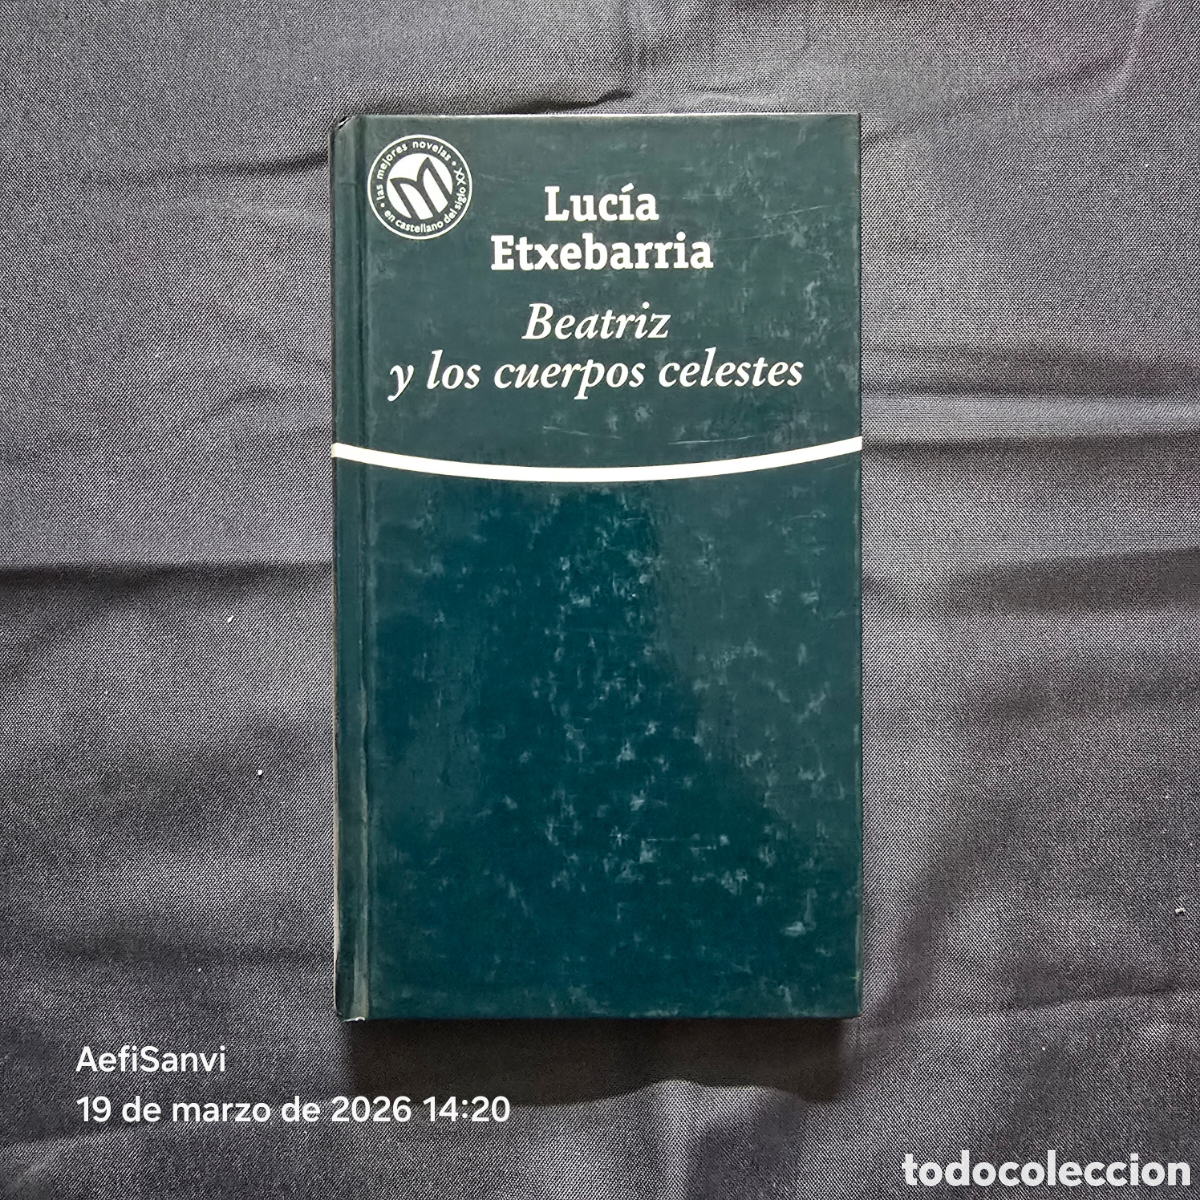 • las mejores novelas •
en castellano del siglo XX
Lucía
Etxebarria
Beatriz
y los cuerpos celestes
AefiSanvi
19 de marzo de 2026 14:20
todocoleccion